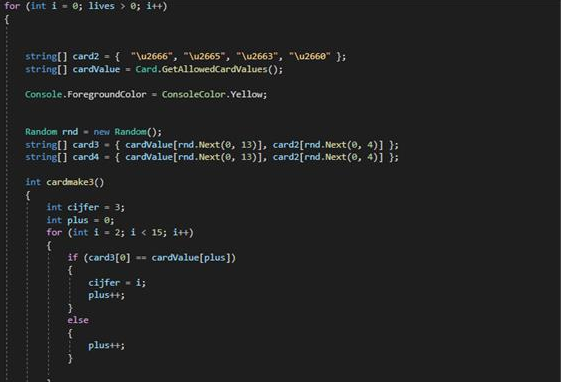 for (int i = 0; lives > 0; i++)
{
string[] card2 = {  "\u2666", "\u2665", "\u2663", "\u2660" };
string[] cardValue = Card.GetAllowedCardValues();
Console.ForegroundColor = ConsoleColor.Yellow;
Random rnd = new Random();
string[] card3 = { cardValue[rnd.Next(0, 13)], card2[rnd.Next(0, 4)] };
string[] card4 = { cardValue[rnd.Next(0, 13)], card2[rnd.Next(0, 4)] };
int cardmake3()
{
int cijfer = 3;
int plus = 0;
for (int i = 2; i < 15; i++)
{
if (card3[0] == cardValue[plus])
{
cijfer = i;
plus++;
}
else
{
plus++;
}
}